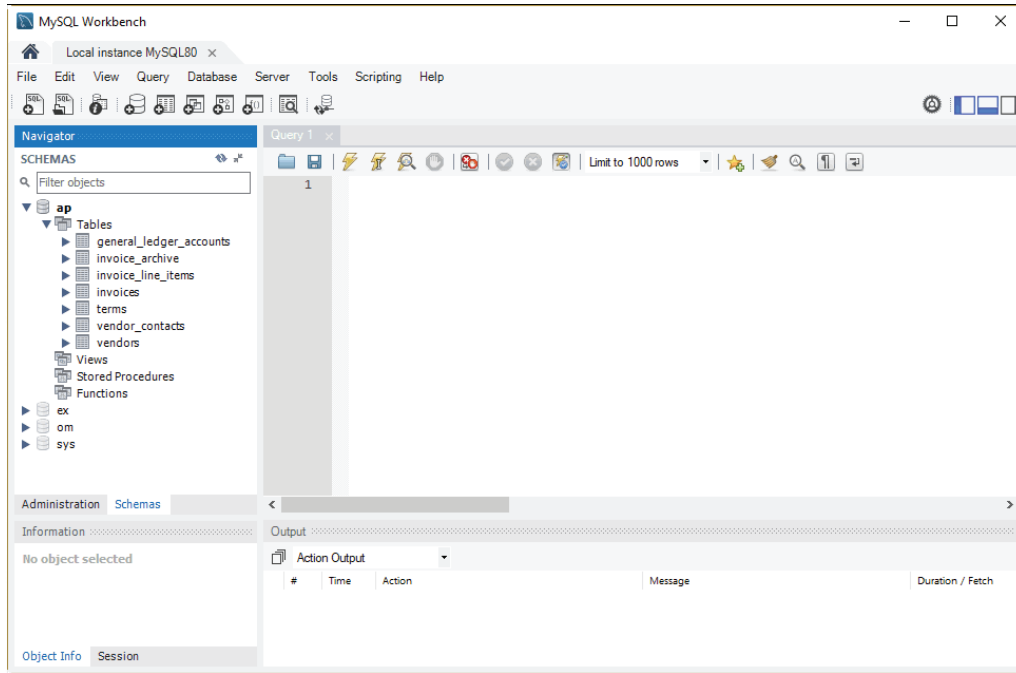 MySQL Workbench
Local instance MySQL80
File Edit View Query Database Server Tools Scripting Help
Navigator
SCHEMAS
Filter objects
ap
Tables
general_ledger_accounts
invoice_archive
invoice_line_items
invoices
terms
vendor_contacts
vendors
Views
Stored Procedures
Functions
ex
om
sys
Administration Schemas
Information
No object selected
Object Info Session
Query 1
Limit to 1000 rows
1
Output
Action Output
# Time Action Message Duration / Fetch